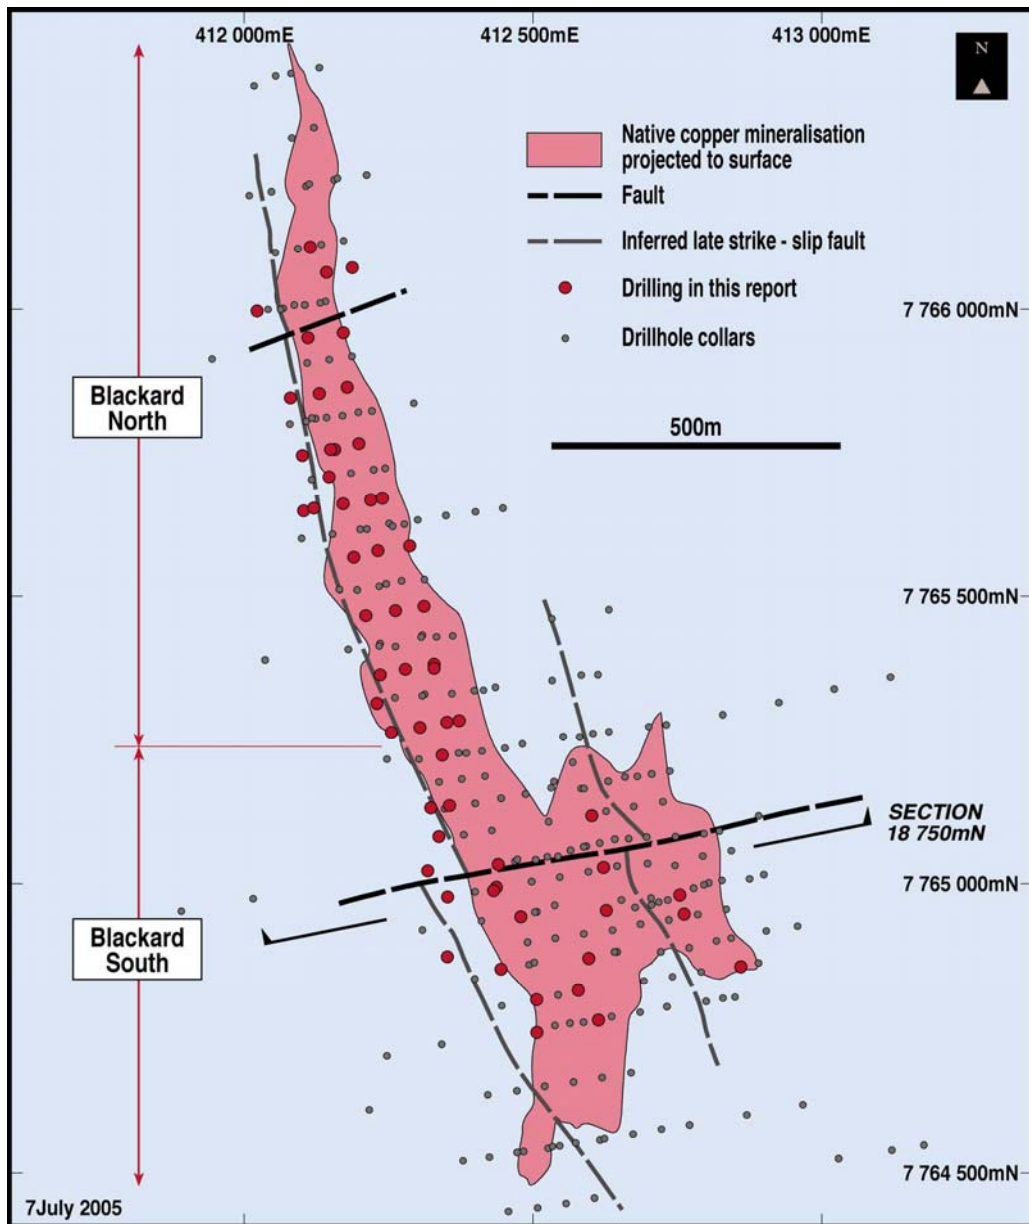 412 000mE 412 500mE 413 000mE
N
Native copper mineralisation
projected to surface
Fault
Inferred late strike - slip fault
Drilling in this report
Drillhole collars
7 766 000mN
Blackard
North
500m
7 765 500mN
SECTION
18 750mN
7 765 000mN
Blackard
South
7 764 500mN
7July 2005